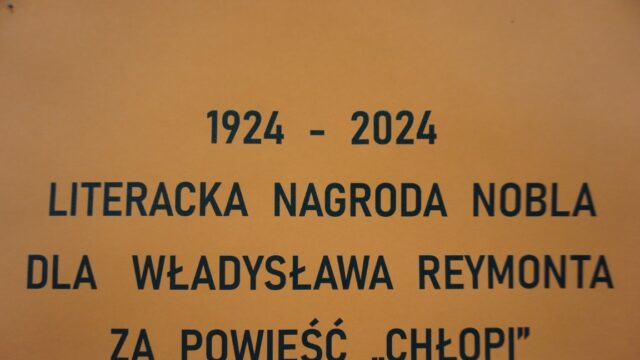 1924 - 2024
LITERACKA NAGRODA NOBLA
DLA WŁADYSŁAWA REYMONTA
ZA POWIEŚĆ „CHŁOPI”